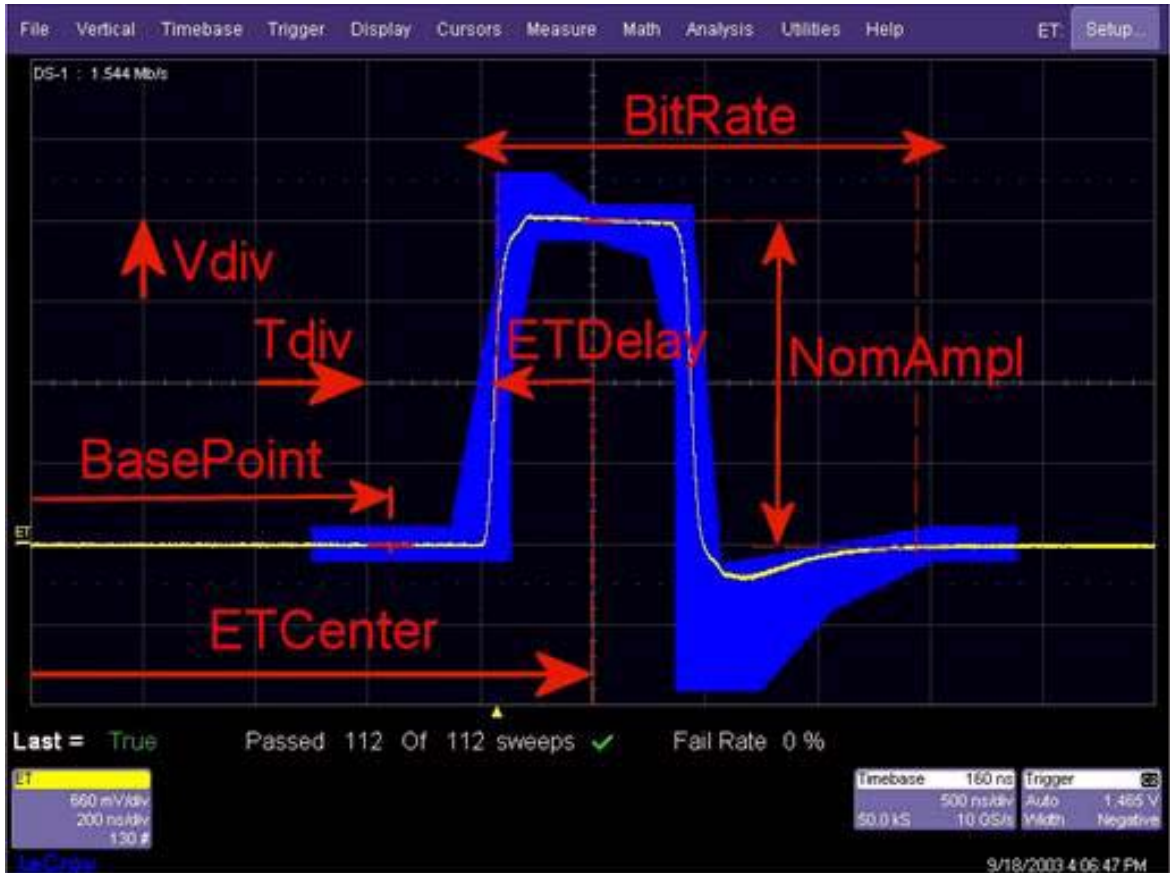 File Vertical Timebase Trigger Display Cursors Measure Math Analysis Utilities Help ET: Setup...
DS-1 : 1.544 Mb/s
BitRate
Vdiv
Tdiv
ETDelay
NomAmpl
BasePoint
ET
ETCenter
Last = True Passed 112 Of 112 sweeps ✓ Fail Rate 0 %
ET
660 mV/div
200 ns/div
130 #
Timebase 160 ns
500 ns/div
50.0 kS 10 GS/s
Trigger C3
Auto 1.465 V
Width Negative
LeCroy
9/18/2003 4:06:47 PM